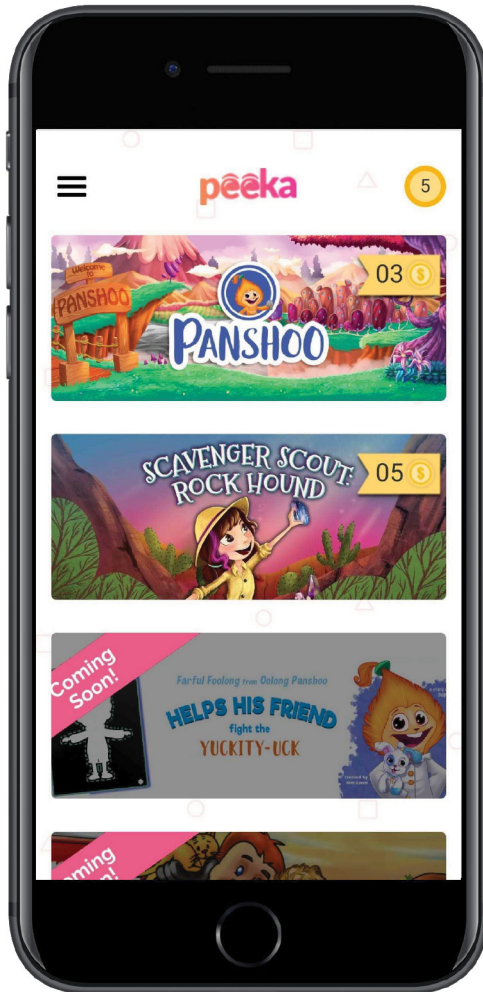 peeka
5
Welcome
TO
PANSHOO
03
PANSHOO
SCAVENGER SCOUT:
ROCK HOUND
05
Coming
Soon!
Farful Foolong from Oolong Panshoo
HELPS HIS FRIEND
fight the
YUCKITY-UCK